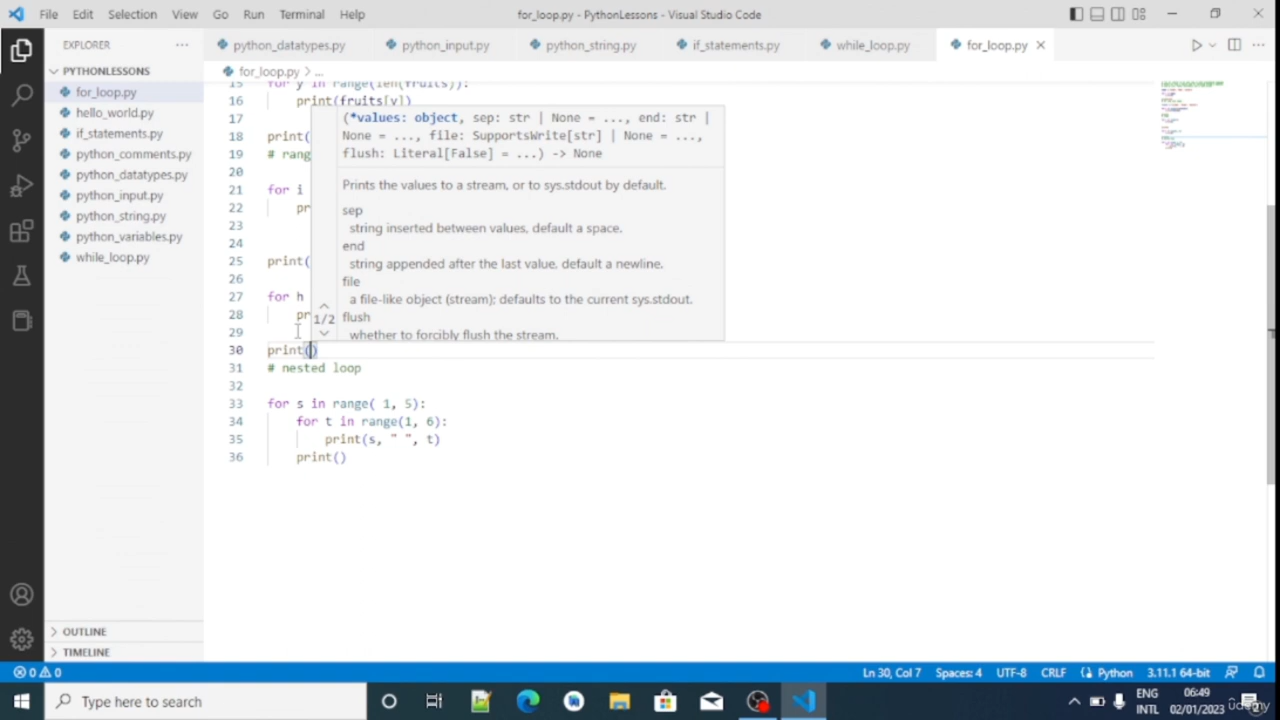 File Edit Selection View Go Run Terminal Help for_loop.py - PythonLessons - Visual Studio Code
EXPLORER ... python_datatypes.py python_input.py python_string.py if_statements.py while_loop.py for_loop.py
PYTHONLESSONS
for_loop.py
hello_world.py
if_statements.py
python_comments.py
python_datatypes.py
python_input.py
python_string.py
python_variables.py
while_loop.py
OUTLINE
TIMELINE
for_loop.py > ...
15 for y in range(len(fruits)):
16 print(fruits[y])
17
18 print(
19 # rang
20
21 for i
22 pr
23
24
25 print(
26
27 for h
28 pr
29
30 print()
31 # nested loop
32
33 for s in range( 1, 5):
34 for t in range(1, 6):
35 print(s, " ", t)
36 print()
(*values: object, sep: str | None = ..., end: str |
None = ..., file: SupportsWrite[str] | None = ...,
flush: Literal[False] = ...) -> None
Prints the values to a stream, or to sys.stdout by default.
sep
string inserted between values, default a space.
end
string appended after the last value, default a newline.
file
a file-like object (stream); defaults to the current sys.stdout.
flush
whether to forcibly flush the stream.
1/2
0 0 Ln 30, Col 7 Spaces: 4 UTF-8 CRLF Python 3.11.1 64-bit
Type here to search
ENG 06:49
INTL 02/01/2023
udemy